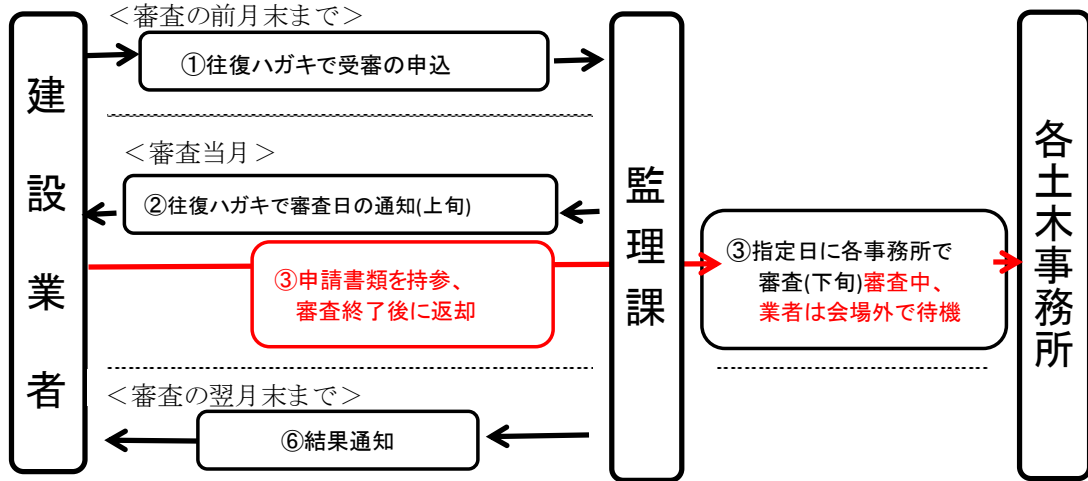 建設業者
＜審査の前月末まで＞
①往復ハガキで受審の申込
＜審査当月＞
②往復ハガキで審査日の通知(上旬)
③申請書類を持参、
審査終了後に返却
＜審査の翌月末まで＞
⑥結果通知
監理課
③指定日に各事務所で
審査(下旬)審査中、
業者は会場外で待機
各土木事務所